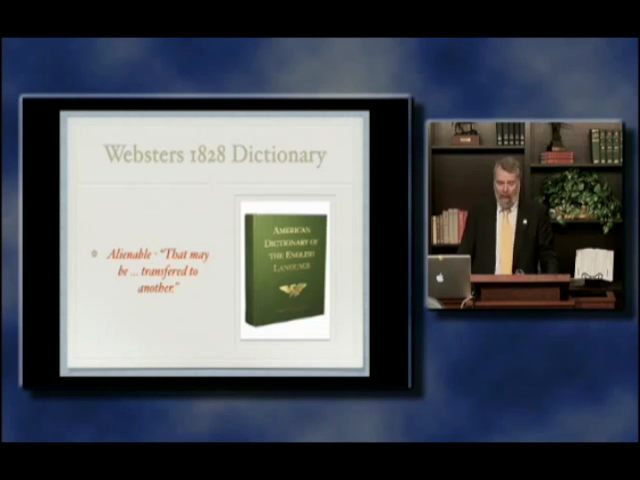 Websters 1828 Dictionary
Alienable - "That may
be ... transfered to
another."
AMERICAN
DICTIONARY OF
THE ENGLISH
LANGUAGE